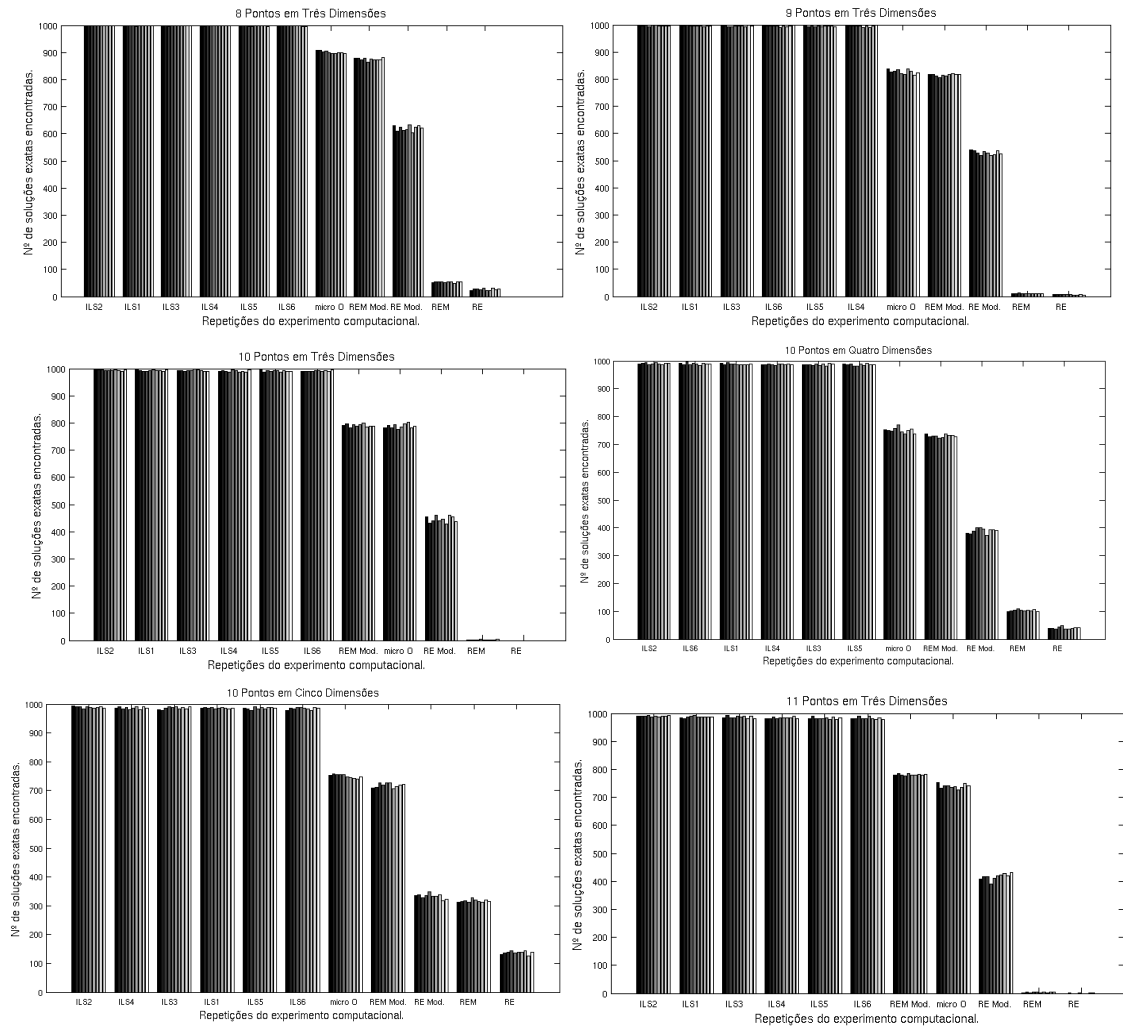 8 Pontos em Três Dimensões
Nº de soluções exatas encontradas.
1000
900
800
700
600
500
400
300
200
100
0
ILS2 ILS1 ILS3 ILS4 ILS5 ILS6 micro O REM Mod. RE Mod. REM RE
Repetições do experimento computacional.
9 Pontos em Três Dimensões
Nº de soluções exatas encontradas.
1000
900
800
700
600
500
400
300
200
100
0
ILS2 ILS1 ILS3 ILS6 ILS5 ILS4 micro O REM Mod. RE Mod. REM RE
Repetições do experimento computacional.
10 Pontos em Três Dimensões
Nº de soluções exatas encontradas.
1000
900
800
700
600
500
400
300
200
100
0
ILS2 ILS1 ILS3 ILS4 ILS5 ILS6 REM Mod. micro O RE Mod. REM RE
Repetições do experimento computacional.
10 Pontos em Quatro Dimensões
Nº de soluções exatas encontradas.
1000
900
800
700
600
500
400
300
200
100
0
ILS2 ILS6 ILS1 ILS4 ILS3 ILS5 micro O REM Mod. RE Mod. REM RE
Repetições do experimento computacional.
10 Pontos em Cinco Dimensões
Nº de soluções exatas encontradas.
1000
900
800
700
600
500
400
300
200
100
0
ILS2 ILS4 ILS3 ILS1 ILS5 ILS6 micro O REM Mod. RE Mod. REM RE
Repetições do experimento computacional.
11 Pontos em Três Dimensões
Nº de soluções exatas encontradas.
1000
900
800
700
600
500
400
300
200
100
0
ILS2 ILS1 ILS3 ILS4 ILS5 ILS6 REM Mod. micro O RE Mod. REM RE
Repetições do experimento computacional.